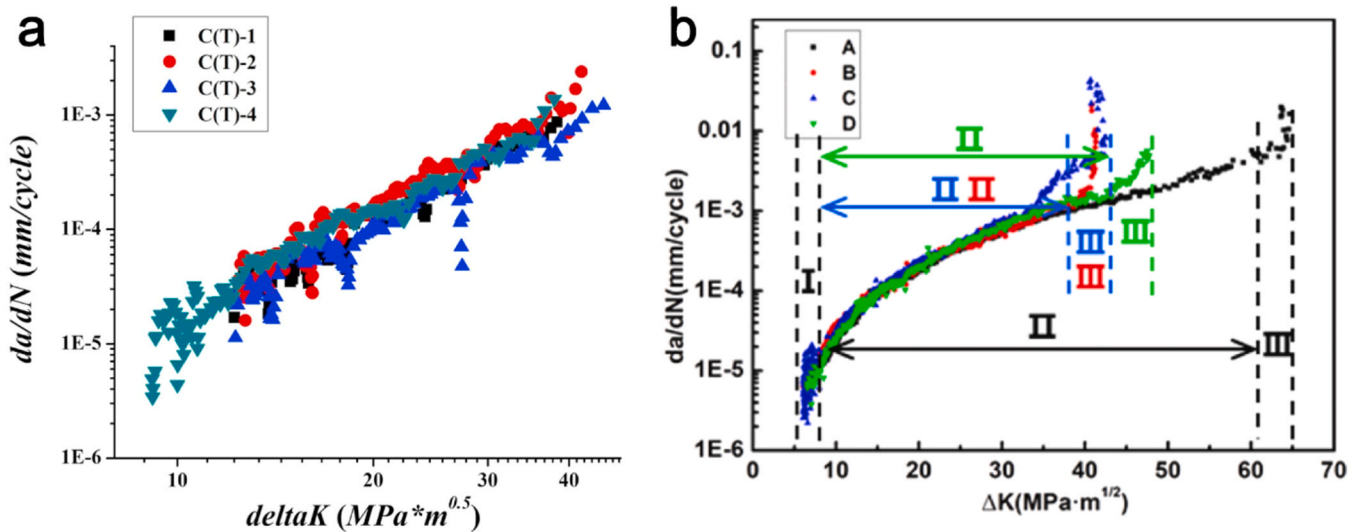 a
C(T)-1
C(T)-2
C(T)-3
C(T)-4
1E-3
1E-4
1E-5
1E-6
da/dN (mm/cycle)
10
20
30
40
deltaK (MPa*m^0.5)
b
A
B
C
D
0.1
0.01
1E-3
1E-4
1E-5
1E-6
da/dN(mm/cycle)
II
II II
III
III
III
I
II
III
0 10 20 30 40 50 60 70
ΔK(MPa·m^1/2)